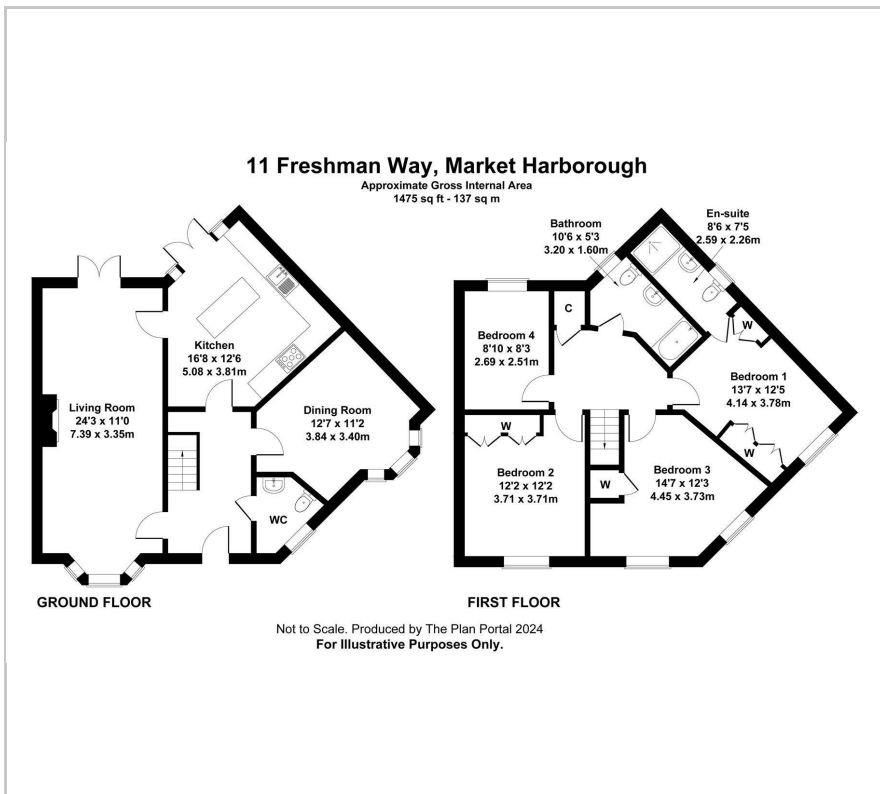 11 Freshman Way, Market Harborough
Approximate Gross Internal Area
1475 sq ft - 137 sq m
Kitchen
16'8 x 12'6
5.08 x 3.81m
Living Room
24'3 x 11'0
7.39 x 3.35m
Dining Room
12'7 x 11'2
3.84 x 3.40m
WC
GROUND FLOOR
En-suite
8'6 x 7'5
2.59 x 2.26m
Bathroom
10'6 x 5'3
3.20 x 1.60m
C
W
Bedroom 4
8'10 x 8'3
2.69 x 2.51m
Bedroom 1
13'7 x 12'5
4.14 x 3.78m
W
W
Bedroom 2
12'2 x 12'2
3.71 x 3.71m
W
Bedroom 3
14'7 x 12'3
4.45 x 3.73m
FIRST FLOOR
Not to Scale. Produced by The Plan Portal 2024
For Illustrative Purposes Only.